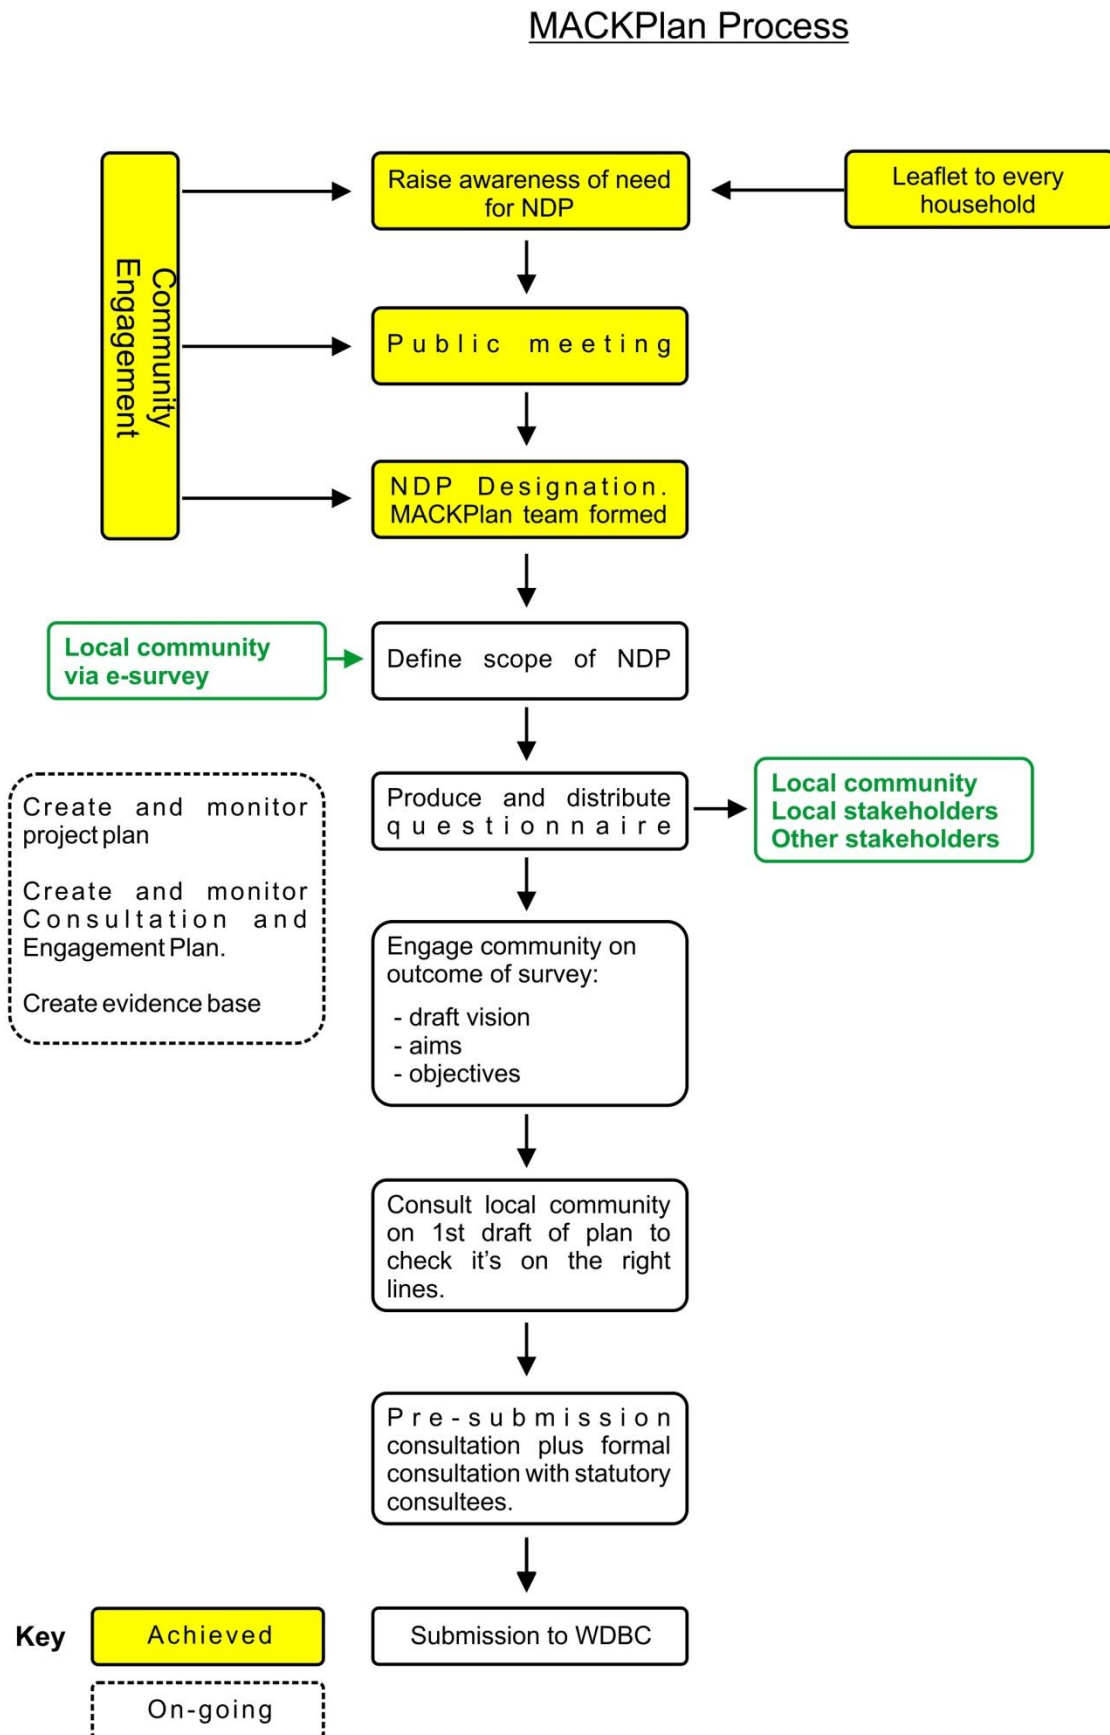 MACKPlan Process
Raise awareness of need
for NDP
Leaflet to every
household
Community
Engagement
Public meeting
NDP Designation.
MACKPlan team formed
Local community
via e-survey
Define scope of NDP
Create and monitor
project plan
Create and monitor
Consultation and
Engagement Plan.
Create evidence base
Produce and distribute
questionnaire
Local community
Local stakeholders
Other stakeholders
Engage community on
outcome of survey:
- draft vision
- aims
- objectives
Consult local community
on 1st draft of plan to
check it's on the right
lines.
Pre-submission
consultation plus formal
consultation with statutory
consultees.
Submission to WDBC
Key
Achieved
On-going